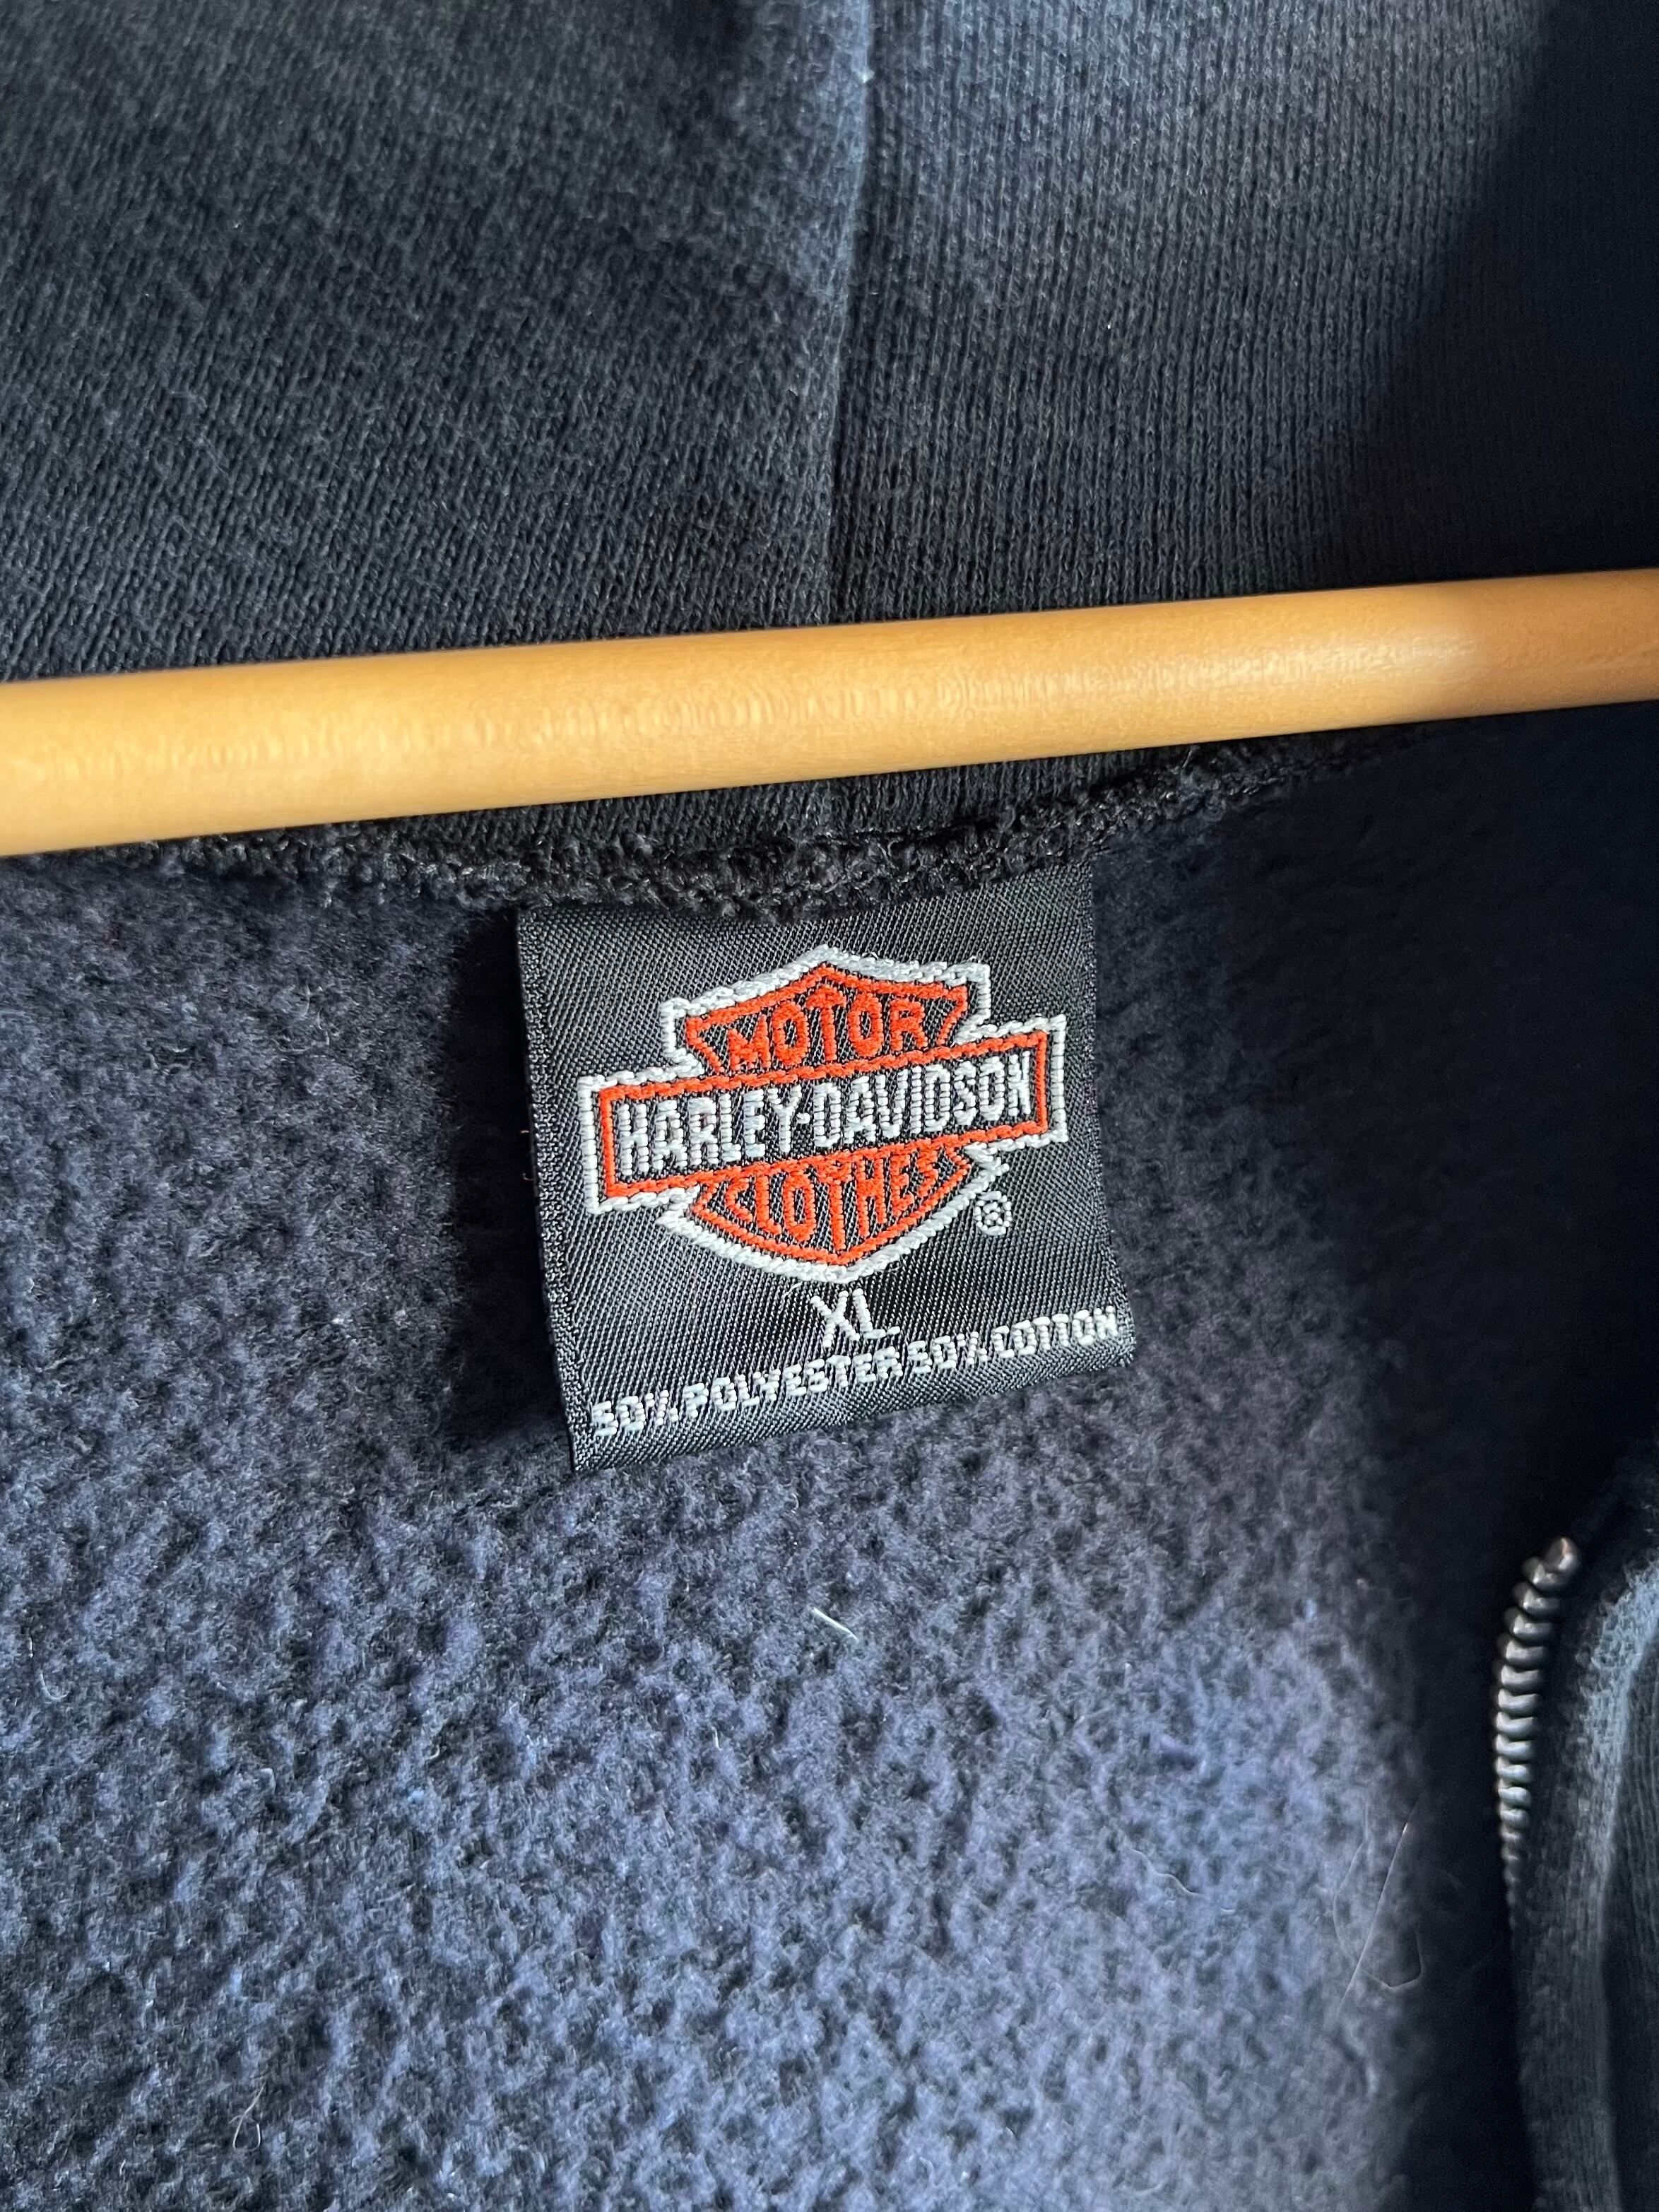 MOTOR
HARLEY-DAVIDSON
CLOTHES
®
XL
50% POLYESTER 50% COTTON